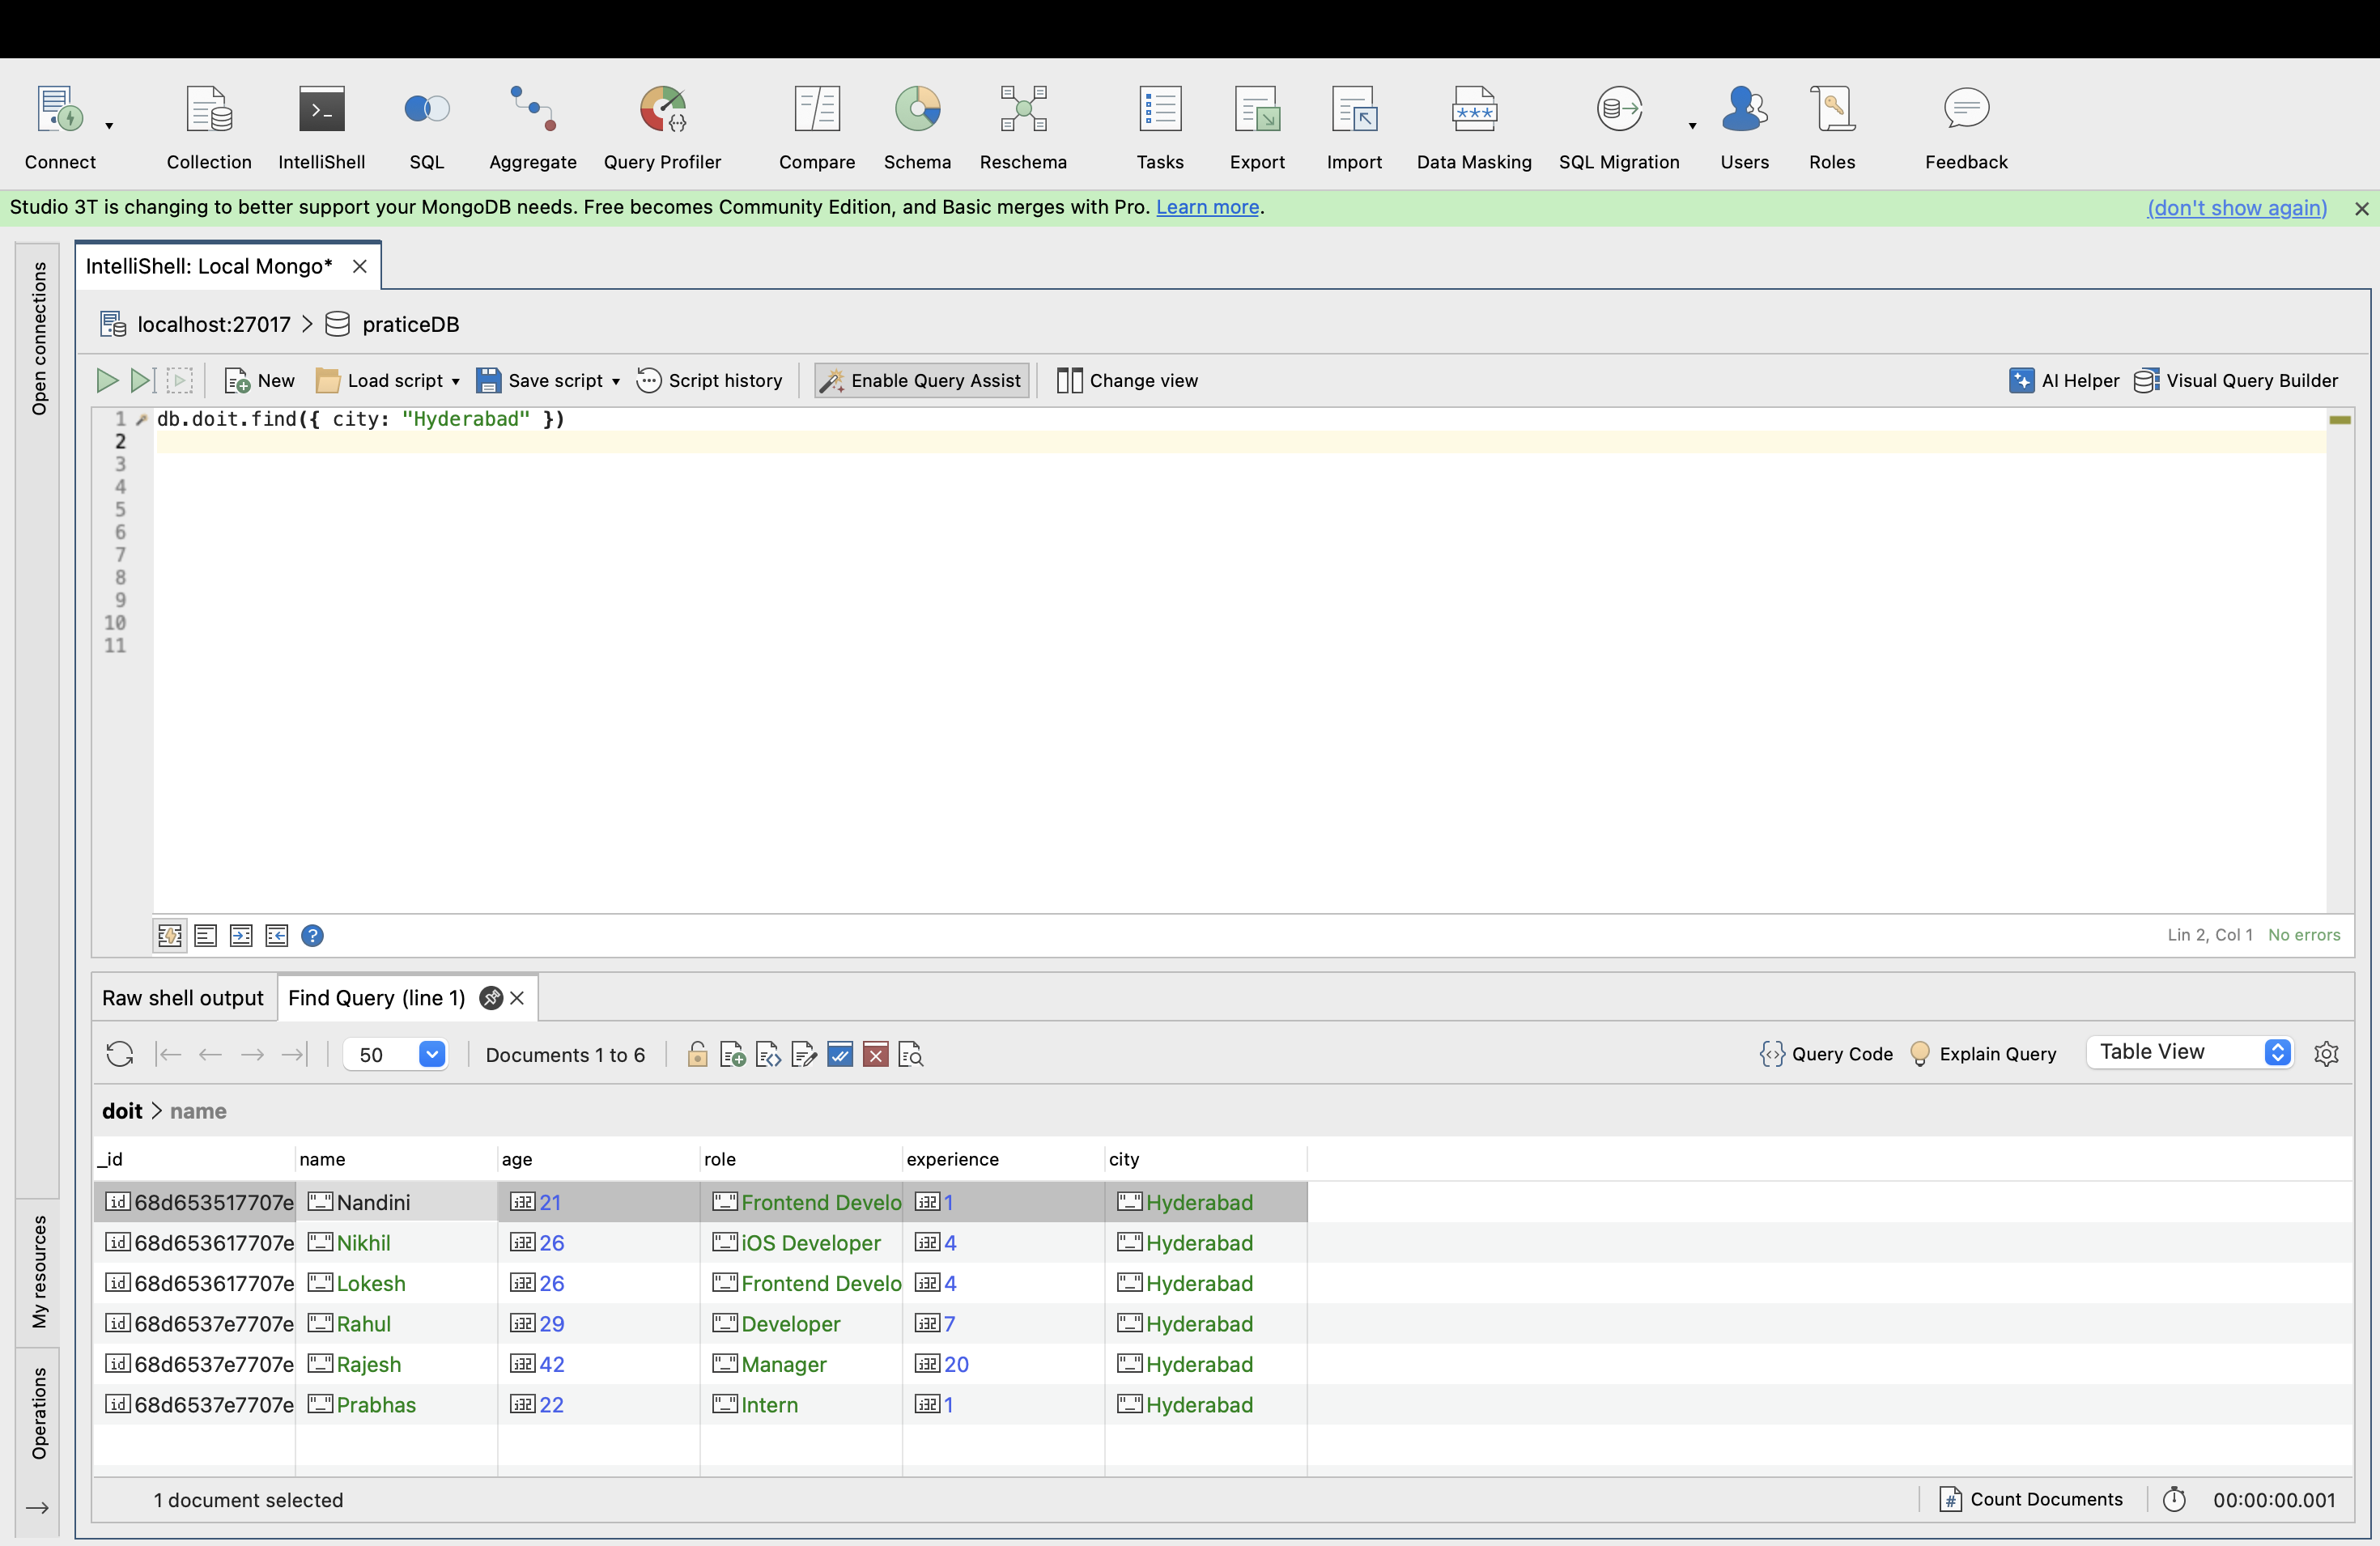 Connect Collection IntelliShell SQL Aggregate Query Profiler Compare Schema Reschema Tasks Export Import Data Masking SQL Migration Users Roles Feedback
Studio 3T is changing to better support your MongoDB needs. Free becomes Community Edition, and Basic merges with Pro. Learn more. (don't show again)
Open connections
IntelliShell: Local Mongo*
localhost:27017 > praticeDB
New Load script Save script Script history Enable Query Assist Change view AI Helper Visual Query Builder
1 db.doit.find({ city: "Hyderabad" })
2
3
4
5
6
7
8
9
10
11
Lin 2, Col 1 No errors
Raw shell output Find Query (line 1)
50 Documents 1 to 6 Query Code Explain Query Table View
doit > name
_id name age role experience city
68d653517707e Nandini 21 Frontend Develo 1 Hyderabad
68d653617707e Nikhil 26 iOS Developer 4 Hyderabad
68d653617707e Lokesh 26 Frontend Develo 4 Hyderabad
68d6537e7707e Rahul 29 Developer 7 Hyderabad
68d6537e7707e Rajesh 42 Manager 20 Hyderabad
68d6537e7707e Prabhas 22 Intern 1 Hyderabad
My resources
Operations
1 document selected Count Documents 00:00:00.001